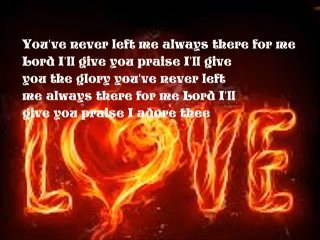 You've never left me always there for me
Lord I'll give you praise I'll give
you the glory you've never left
me always there for me Lord I'll
give you praise I adore thee
LOVE